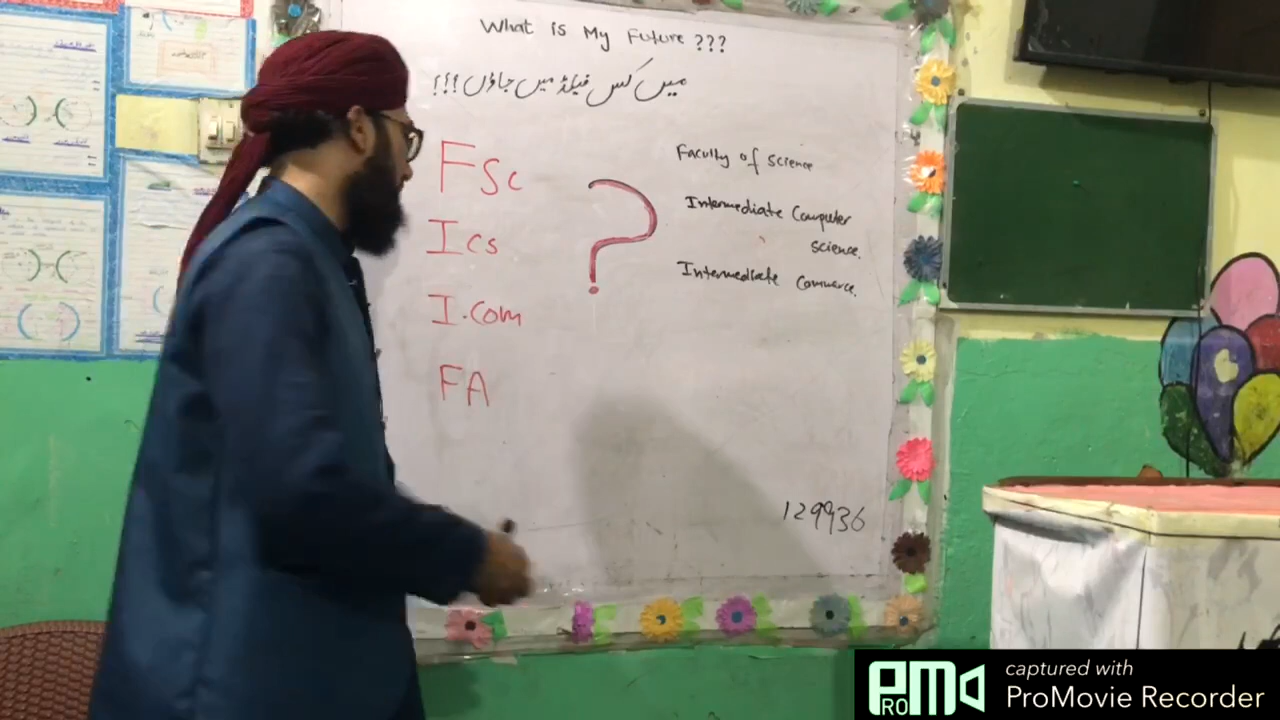 What is My Future ???
میں کس فیلڈ میں جاؤں ؟؟؟
FSc
Ics
I.com
FA
Faculty of science
Intermediate Computer
science.
Intermediate Commerce.
129936
PROM
captured with
ProMovie Recorder